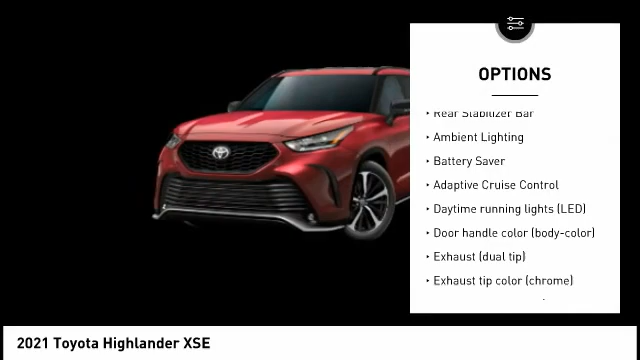 OPTIONS
Rear Stabilizer Bar
‣ Ambient Lighting
‣ Battery Saver
‣ Adaptive Cruise Control
‣ Daytime running lights (LED)
‣ Door handle color (body-color)
‣ Exhaust (dual tip)
‣ Exhaust tip color (chrome)
2021 Toyota Highlander XSE